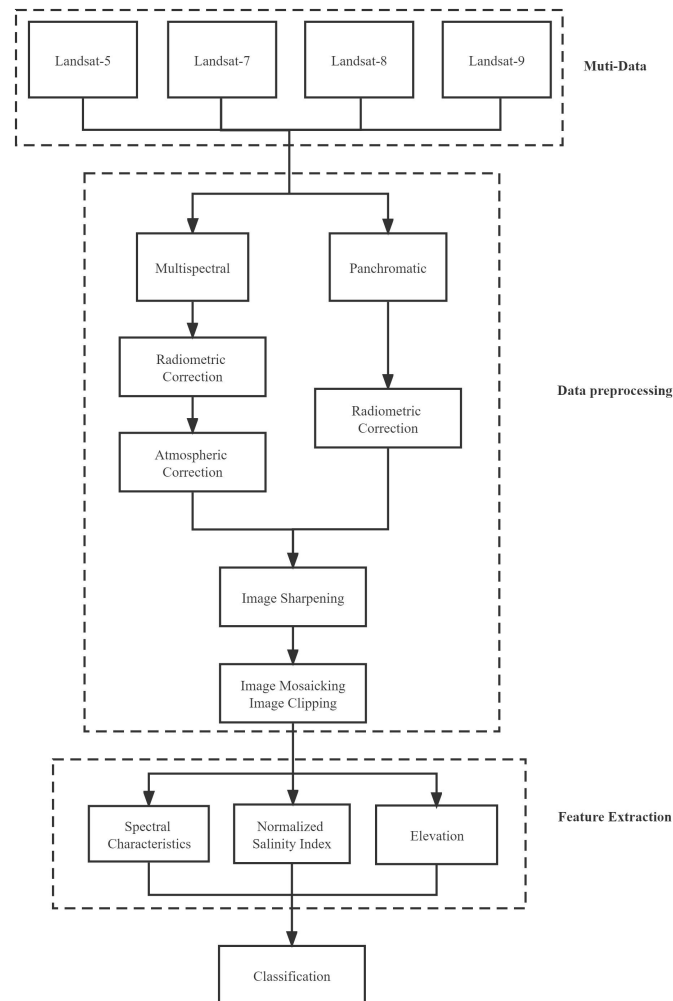 Landsat-5
Landsat-7
Landsat-8
Landsat-9
Muti-Data
Multispectral
Panchromatic
Radiometric
Correction
Radiometric
Correction
Data preprocessing
Atmospheric
Correction
Image Sharpening
Image Mosaicking
Image Clipping
Spectral
Characteristics
Normalized
Salinity Index
Elevation
Feature Extraction
Classification